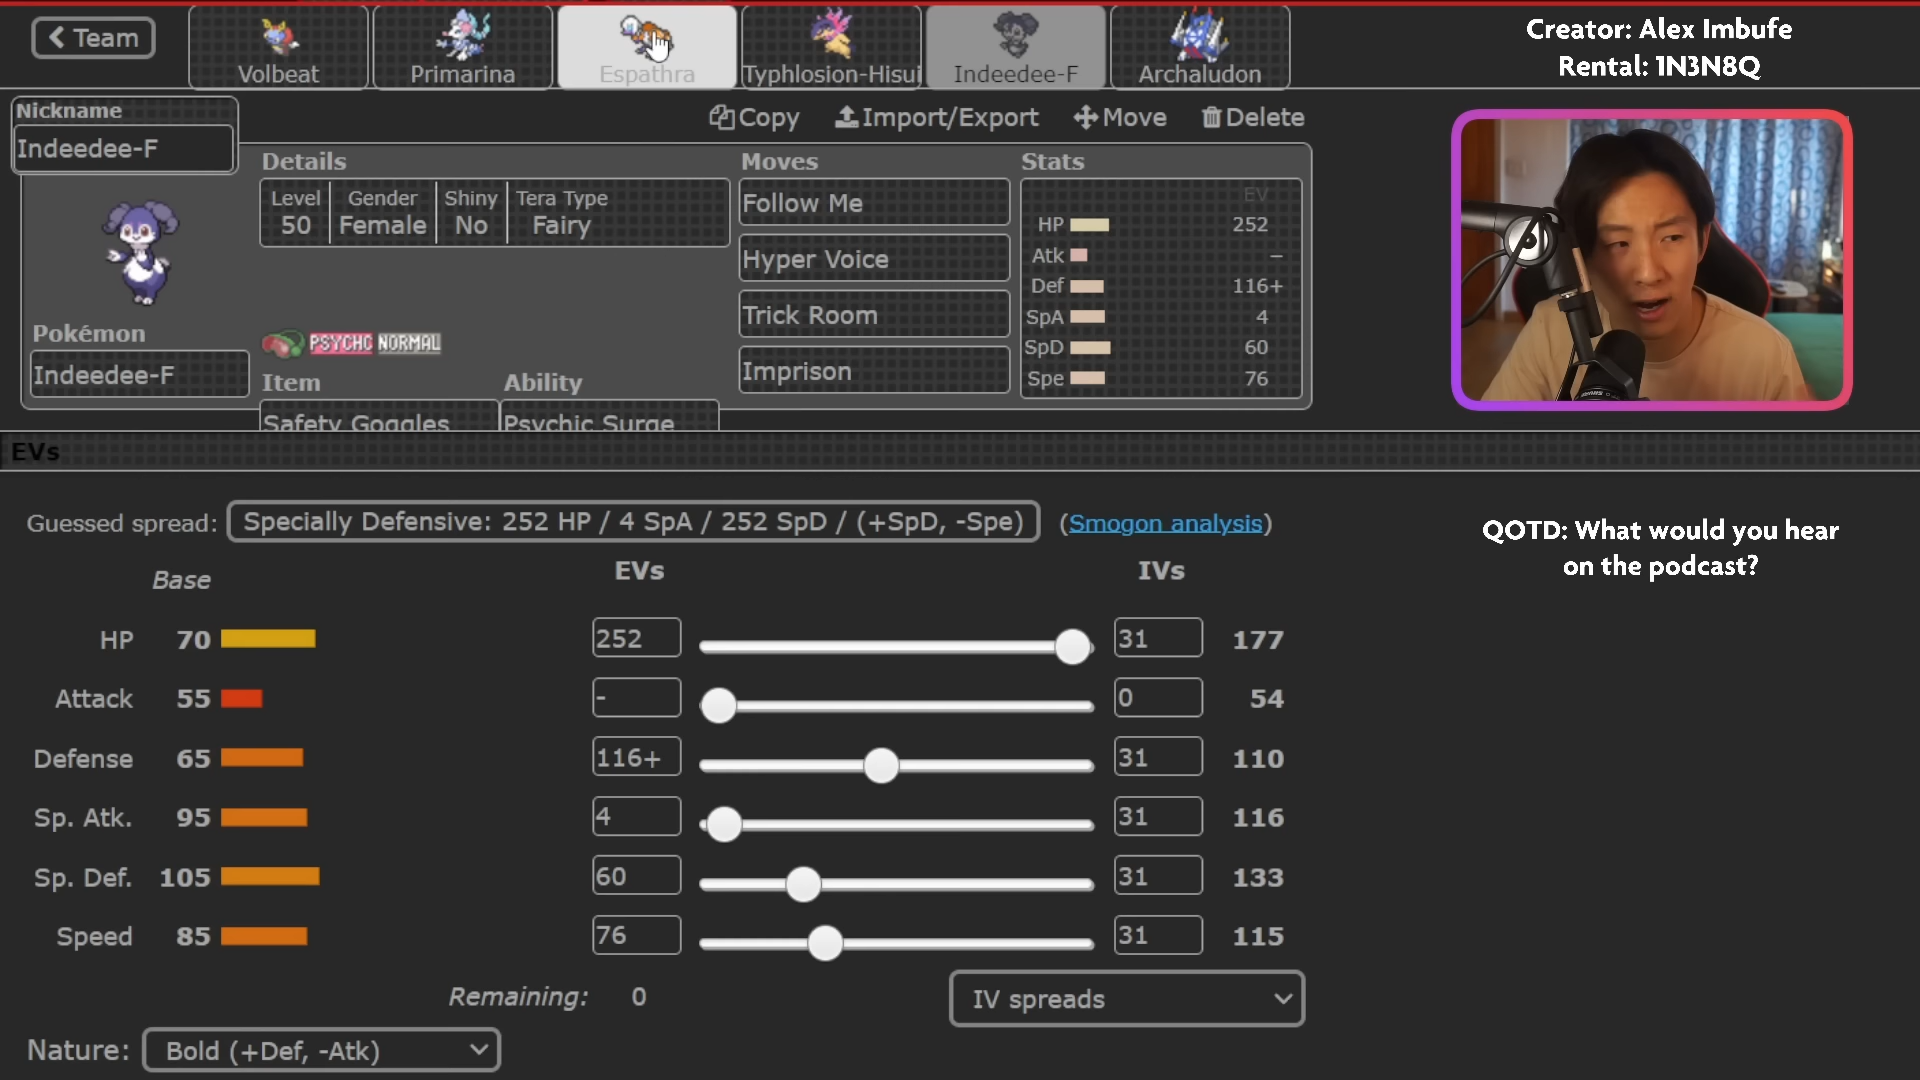 Team
Volbeat
Primarina
Espathra
Typhlosion-Hisui
Indeedee-F
Archaludon
Creator: Alex Imbufe
Rental: 1N3N8Q
Nickname
Indeedee-F
Copy
Import/Export
Move
Delete
Details
Moves
Stats
Level
50
Gender
Female
Shiny
No
Tera Type
Fairy
Follow Me
Hyper Voice
Trick Room
Imprison
EV
HP 252
Atk –
Def 116+
SpA 4
SpD 60
Spe 76
Pokémon
Indeedee-F
PSYCHC NORMAL
Item
Safety Goggles
Ability
Psychic Surge
EVs
Guessed spread: Specially Defensive: 252 HP / 4 SpA / 252 SpD / (+SpD, -Spe) (Smogon analysis)
Base EVs IVs
HP 70 252 31 177
Attack 55 - 0 54
Defense 65 116+ 31 110
Sp. Atk. 95 4 31 116
Sp. Def. 105 60 31 133
Speed 85 76 31 115
Remaining: 0
IV spreads
Nature: Bold (+Def, -Atk)
QOTD: What would you hear
on the podcast?